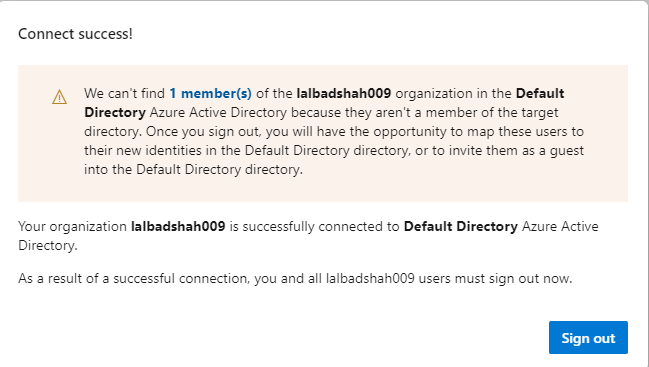 Connect success!
We can't find 1 member(s) of the lalbadshah009 organization in the Default
Directory Azure Active Directory because they aren't a member of the target
directory. Once you sign out, you will have the opportunity to map these users to
their new identities in the Default Directory directory, or to invite them as a guest
into the Default Directory directory.
Your organization lalbadshah009 is successfully connected to Default Directory Azure Active
Directory.
As a result of a successful connection, you and all lalbadshah009 users must sign out now.
Sign out